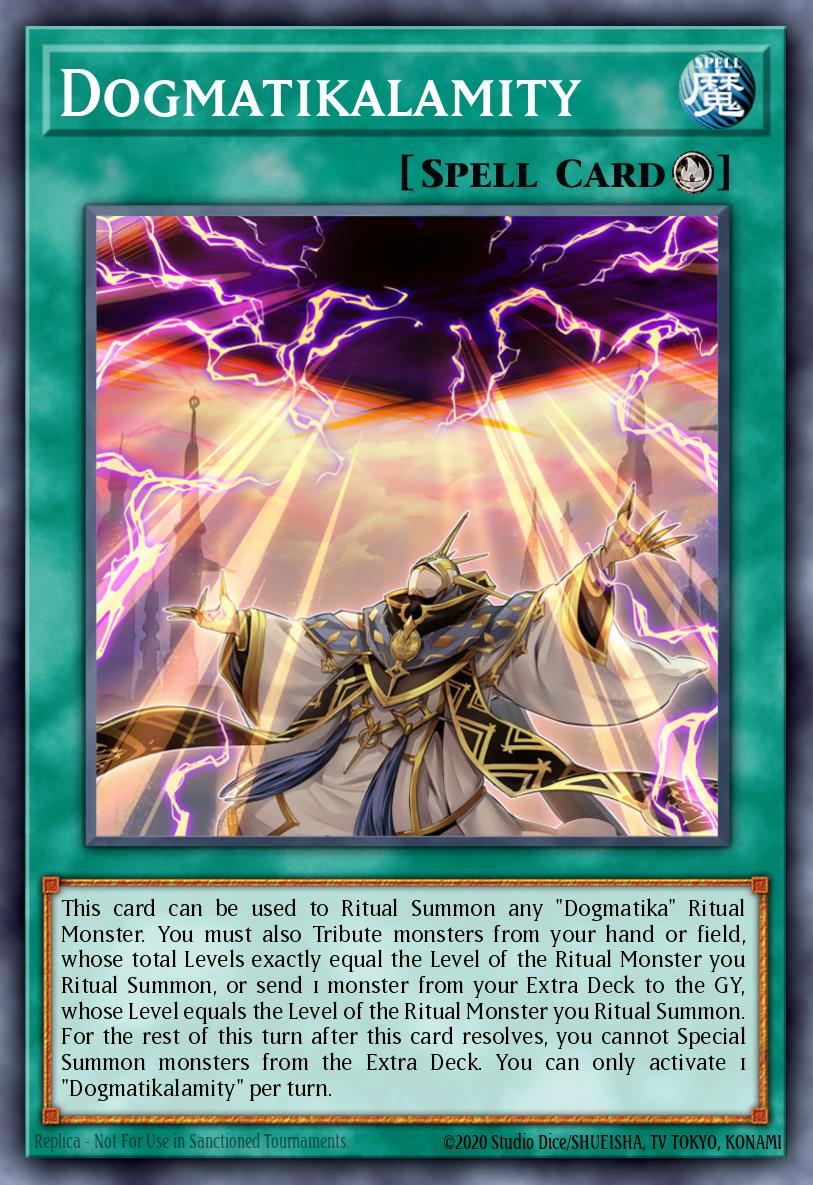 Dogmatikalamity
SPELL
魔
[Spell Card]
This card can be used to Ritual Summon any "Dogmatika" Ritual
Monster. You must also Tribute monsters from your hand or field,
whose total Levels exactly equal the Level of the Ritual Monster you
Ritual Summon, or send 1 monster from your Extra Deck to the GY,
whose Level equals the Level of the Ritual Monster you Ritual Summon.
For the rest of this turn after this card resolves, you cannot Special
Summon monsters from the Extra Deck. You can only activate 1
"Dogmatikalamity" per turn.
Replica - Not For Use in Sanctioned Tournaments.
©2020 Studio Dice/SHUEISHA, TV TOKYO, KONAMI